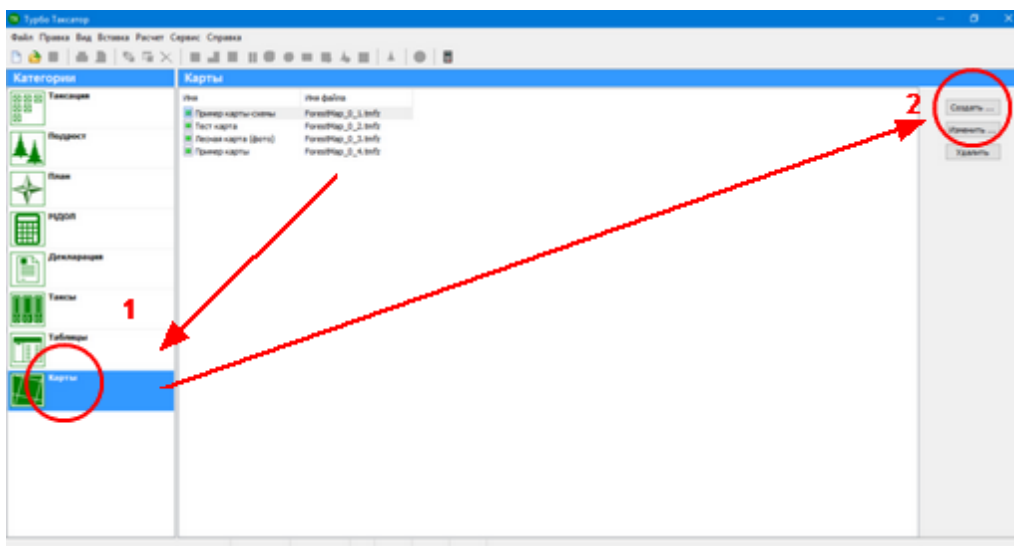 Турбо Таксатор
Файл Правка Вид Вставка Расчет Сервис Справка
Категории
Карты
Таксация
Подрост
План
МДОЛ
Декларация
Таксы
Таблицы
Карты
Имя Имя файла
Пример карты-схемы ForestMap_0_1.tmfz
Тест карта ForestMap_0_2.tmfz
Лесная карта (фото) ForestMap_0_3.tmfz
Пример карты ForestMap_0_4.tmfz
Создать ...
Изменить ...
Удалить
1
2